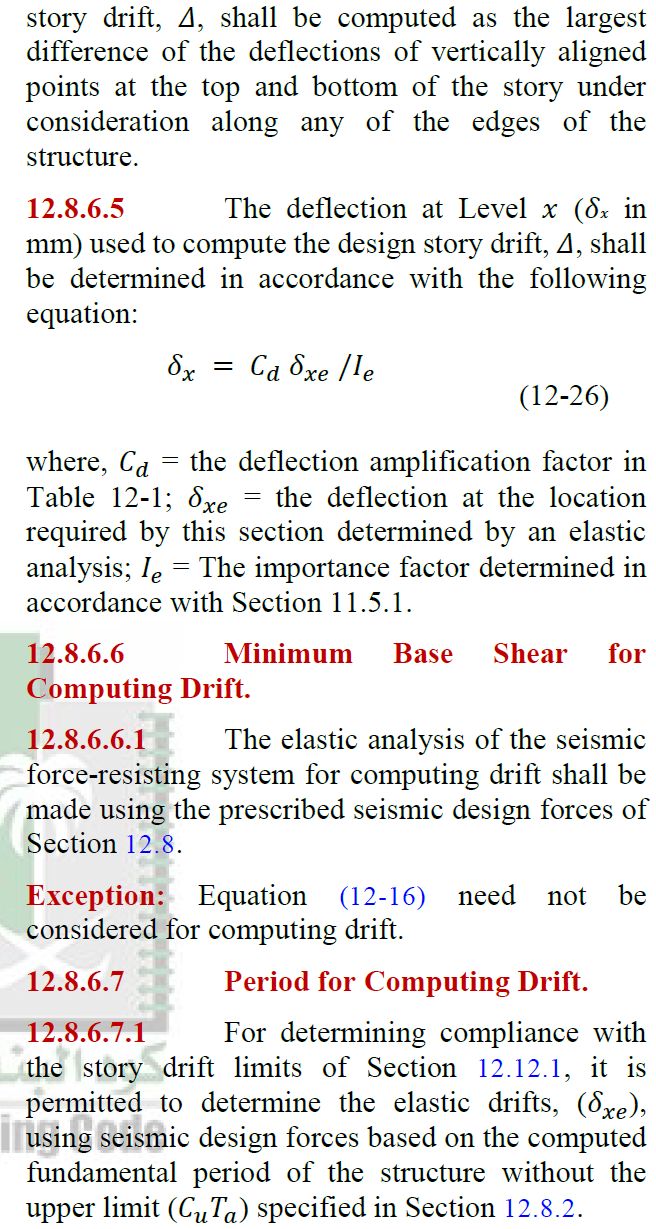 story drift, Δ, shall be computed as the largest
difference of the deflections of vertically aligned
points at the top and bottom of the story under
consideration along any of the edges of the
structure.
12.8.6.5 The deflection at Level x (δx in
mm) used to compute the design story drift, Δ, shall
be determined in accordance with the following
equation:
δx = Cd δxe /Ie
(12-26)
where, Cd = the deflection amplification factor in
Table 12-1; δxe = the deflection at the location
required by this section determined by an elastic
analysis; Ie = The importance factor determined in
accordance with Section 11.5.1.
12.8.6.6 Minimum Base Shear for
Computing Drift.
12.8.6.6.1 The elastic analysis of the seismic
force-resisting system for computing drift shall be
made using the prescribed seismic design forces of
Section 12.8.
Exception: Equation (12-16) need not be
considered for computing drift.
12.8.6.7 Period for Computing Drift.
12.8.6.7.1 For determining compliance with
the story drift limits of Section 12.12.1, it is
permitted to determine the elastic drifts, (δxe),
using seismic design forces based on the computed
fundamental period of the structure without the
upper limit (CuTa) specified in Section 12.8.2.
كود البن
ing Code